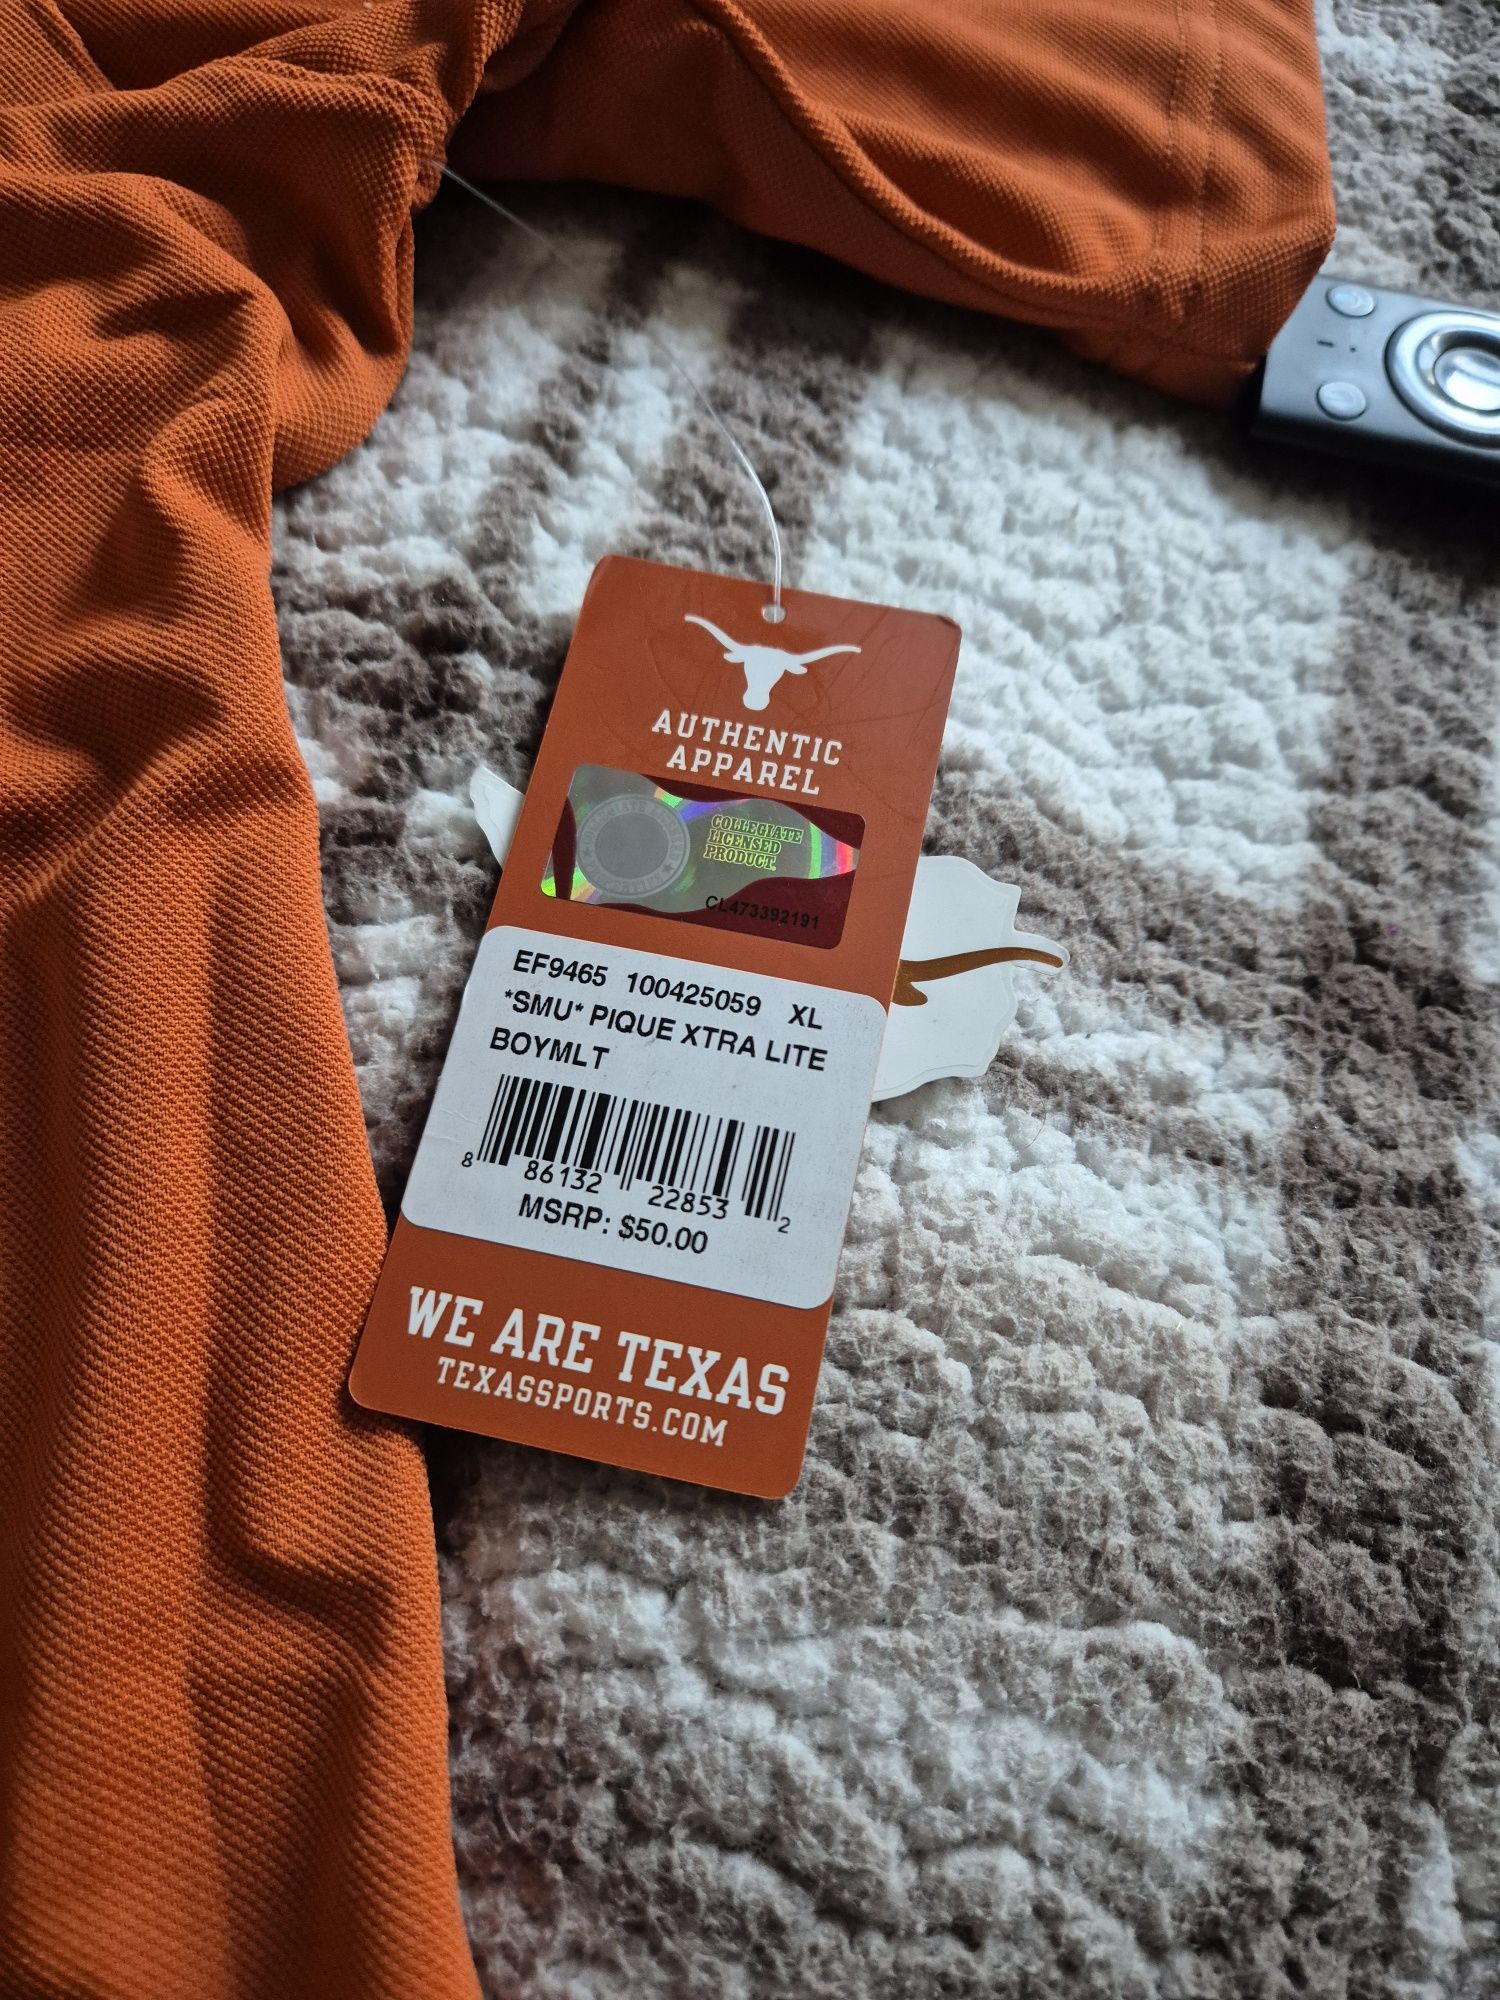 AUTHENTIC
APPAREL
COLLEGIATE
LICENSED
PRODUCT.
CL473392191
EF9465 100425059 XL
*SMU* PIQUE XTRA LITE
BOYMLT
8 86132 22853 2
MSRP: $50.00
WE ARE TEXAS
TEXASSPORTS.COM